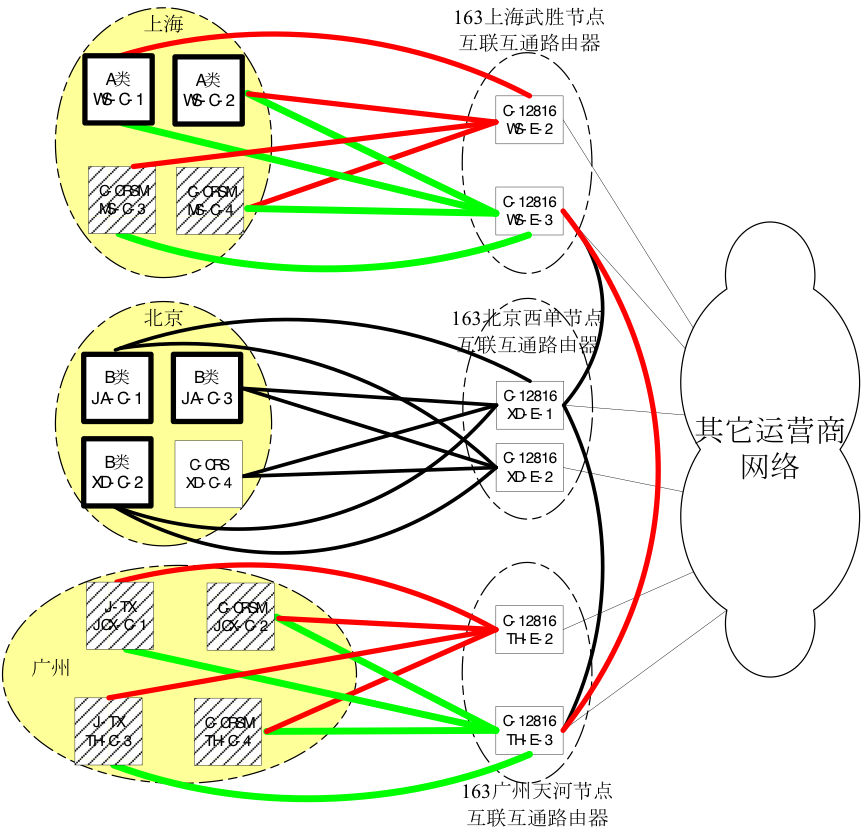 上海
163上海武胜节点
互联互通路由器
A类
WS-C-1
A类
WS-C-2
C-12816
WS-E-2
C-CRSM
MS-C-3
C-CRSM
MS-C-4
C-12816
WS-E-3
北京
163北京西单节点
互联互通路由器
B类
JA-C-1
B类
JA-C-3
C-12816
XD-E-1
B类
XD-C-2
C-CRS
XD-C-4
C-12816
XD-E-2
其它运营商
网络
J-TX
JCX-C-1
C-CRSM
JCX-C-2
C-12816
TH-E-2
广州
J-TX
TH-C-3
C-CRSM
TH-C-4
C-12816
TH-E-3
163广州天河节点
互联互通路由器